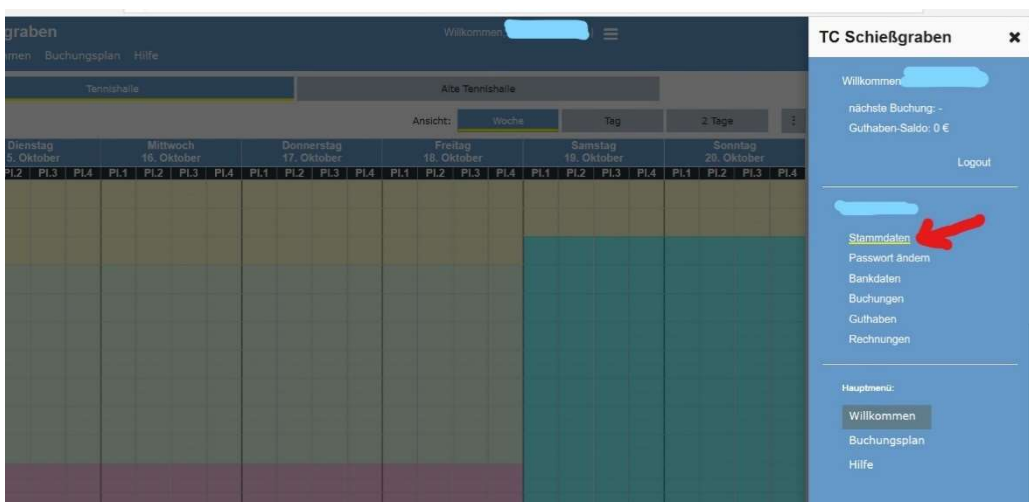 graben
Willkommen,
men Buchungsplan Hilfe
Tennishalle
Alte Tennishalle
Ansicht: Woche Tag 2 Tage
Dienstag Mittwoch Donnerstag Freitag Samstag Sonntag
5. Oktober 16. Oktober 17. Oktober 18. Oktober 19. Oktober 20. Oktober
Pl.2 Pl.3 Pl.4 Pl.1 Pl.2 Pl.3 Pl.4 Pl.1 Pl.2 Pl.3 Pl.4 Pl.1 Pl.2 Pl.3 Pl.4 Pl.1 Pl.2 Pl.3 Pl.4 Pl.1 Pl.2 Pl.3 Pl.4
TC Schießgraben
Willkommen
nächste Buchung: -
Guthaben-Saldo: 0 €
Logout
Stammdaten
Passwort ändern
Bankdaten
Buchungen
Guthaben
Rechnungen
Hauptmenü:
Willkommen
Buchungsplan
Hilfe